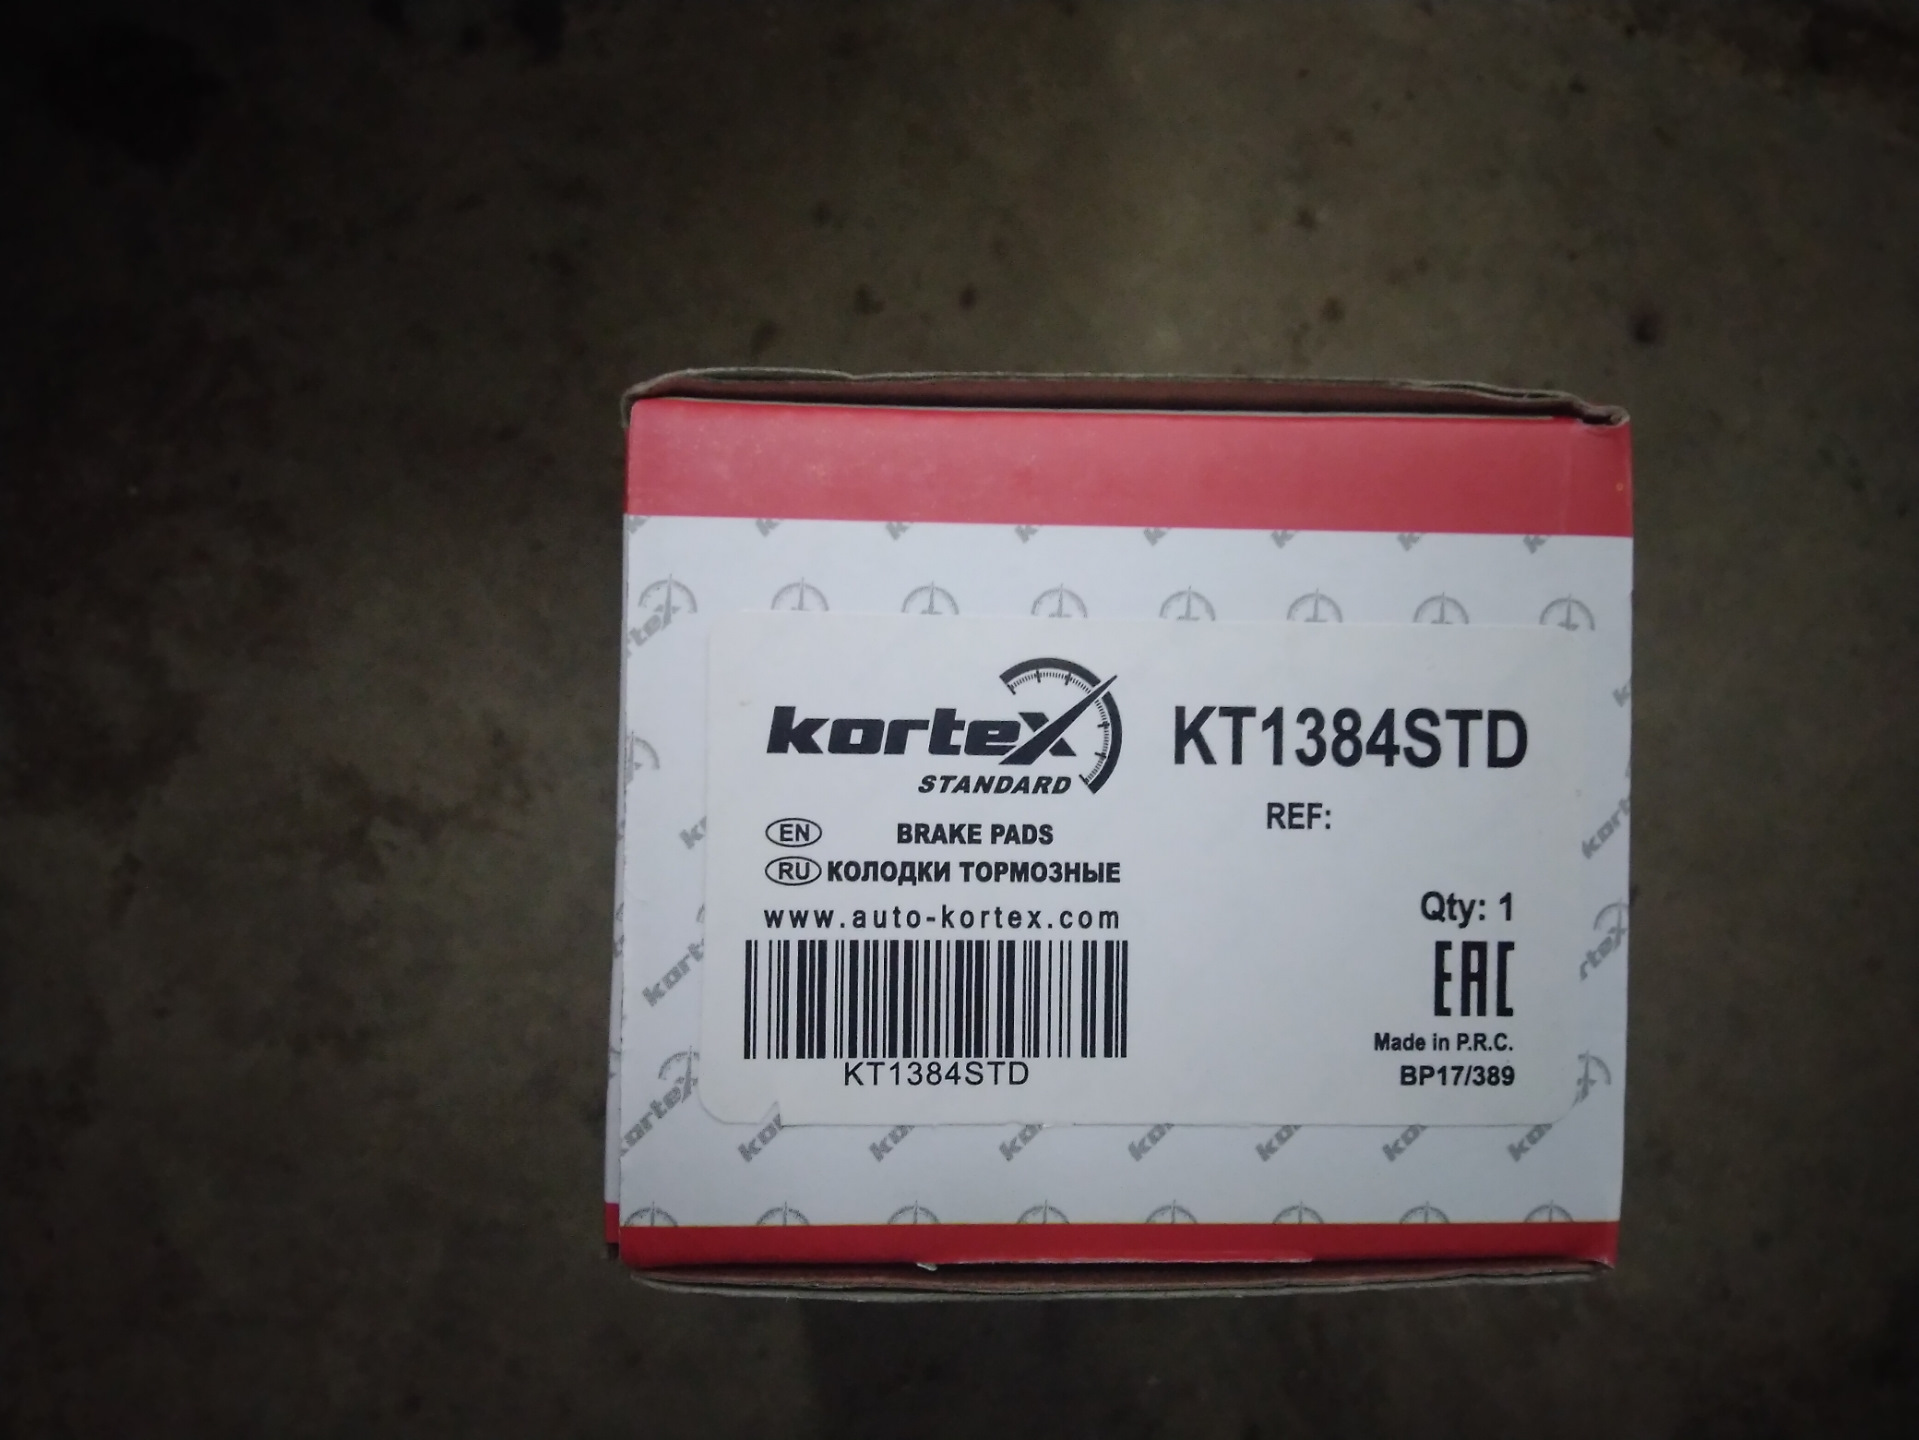 kortex
STANDARD
KT1384STD
REF:
EN BRAKE PADS
RU КОЛОДКИ ТОРМОЗНЫЕ
www.auto-kortex.com
KT1384STD
Qty: 1
EAC
Made in P.R.C.
BP17/389